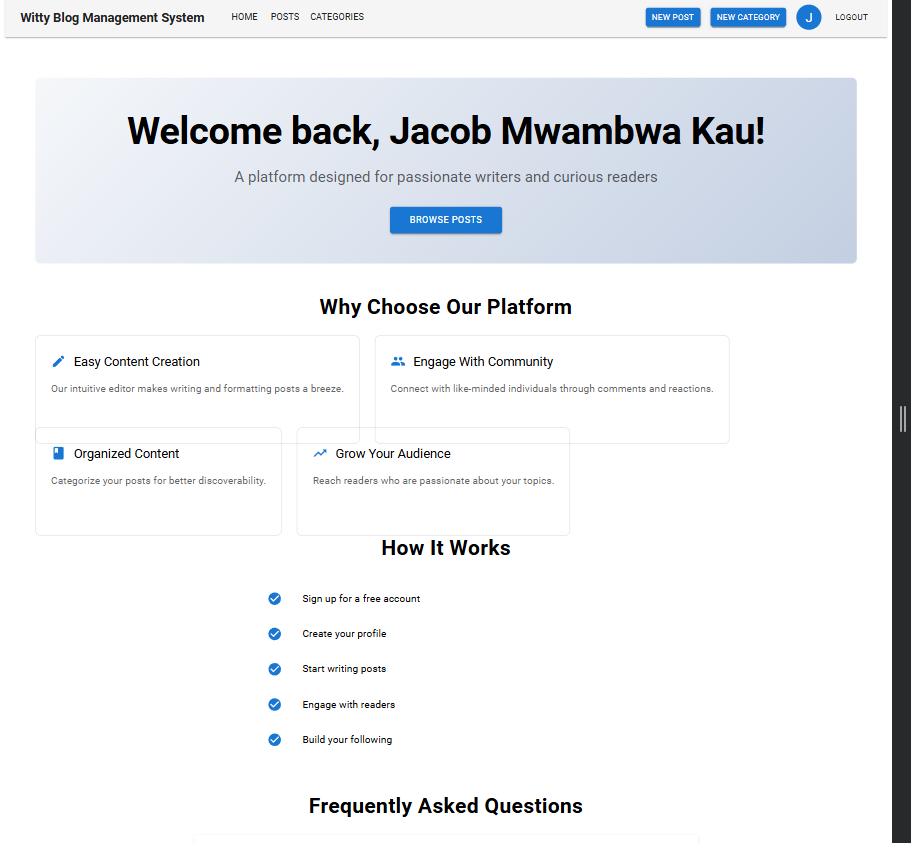 Witty Blog Management System HOME POSTS CATEGORIES NEW POST NEW CATEGORY J LOGOUT
Welcome back, Jacob Mwambwa Kau!
A platform designed for passionate writers and curious readers
BROWSE POSTS
Why Choose Our Platform
Easy Content Creation
Our intuitive editor makes writing and formatting posts a breeze.
Engage With Community
Connect with like-minded individuals through comments and reactions.
Organized Content
Categorize your posts for better discoverability.
Grow Your Audience
Reach readers who are passionate about your topics.
How It Works
Sign up for a free account
Create your profile
Start writing posts
Engage with readers
Build your following
Frequently Asked Questions